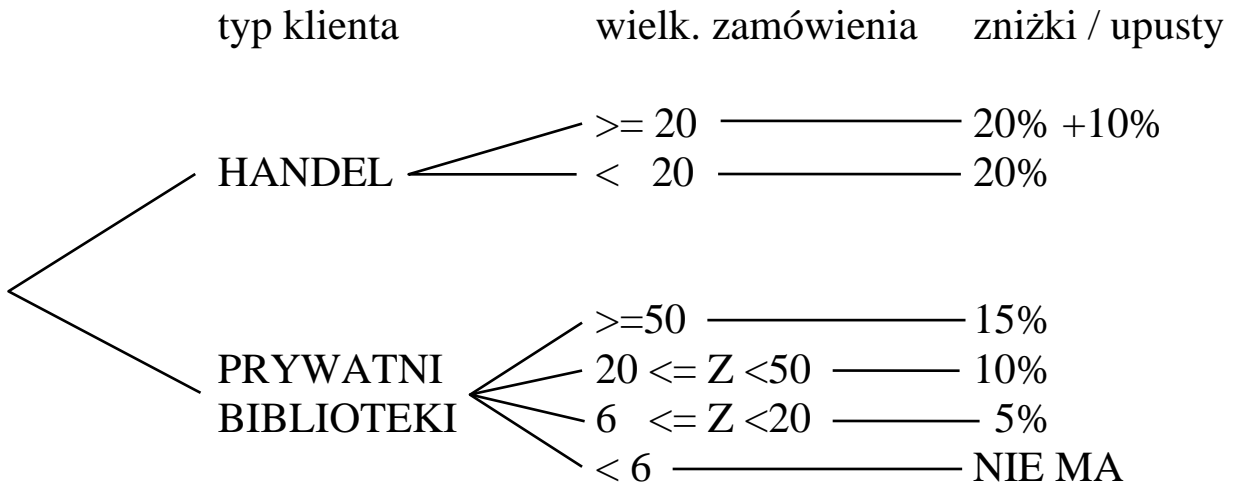 typ klienta wielk. zamówienia zniżki / upusty
>= 20 20% +10%
HANDEL < 20 20%
>=50 15%
PRYWATNI 20 <= Z <50 10%
BIBLIOTEKI 6 <= Z <20 5%
< 6 NIE MA